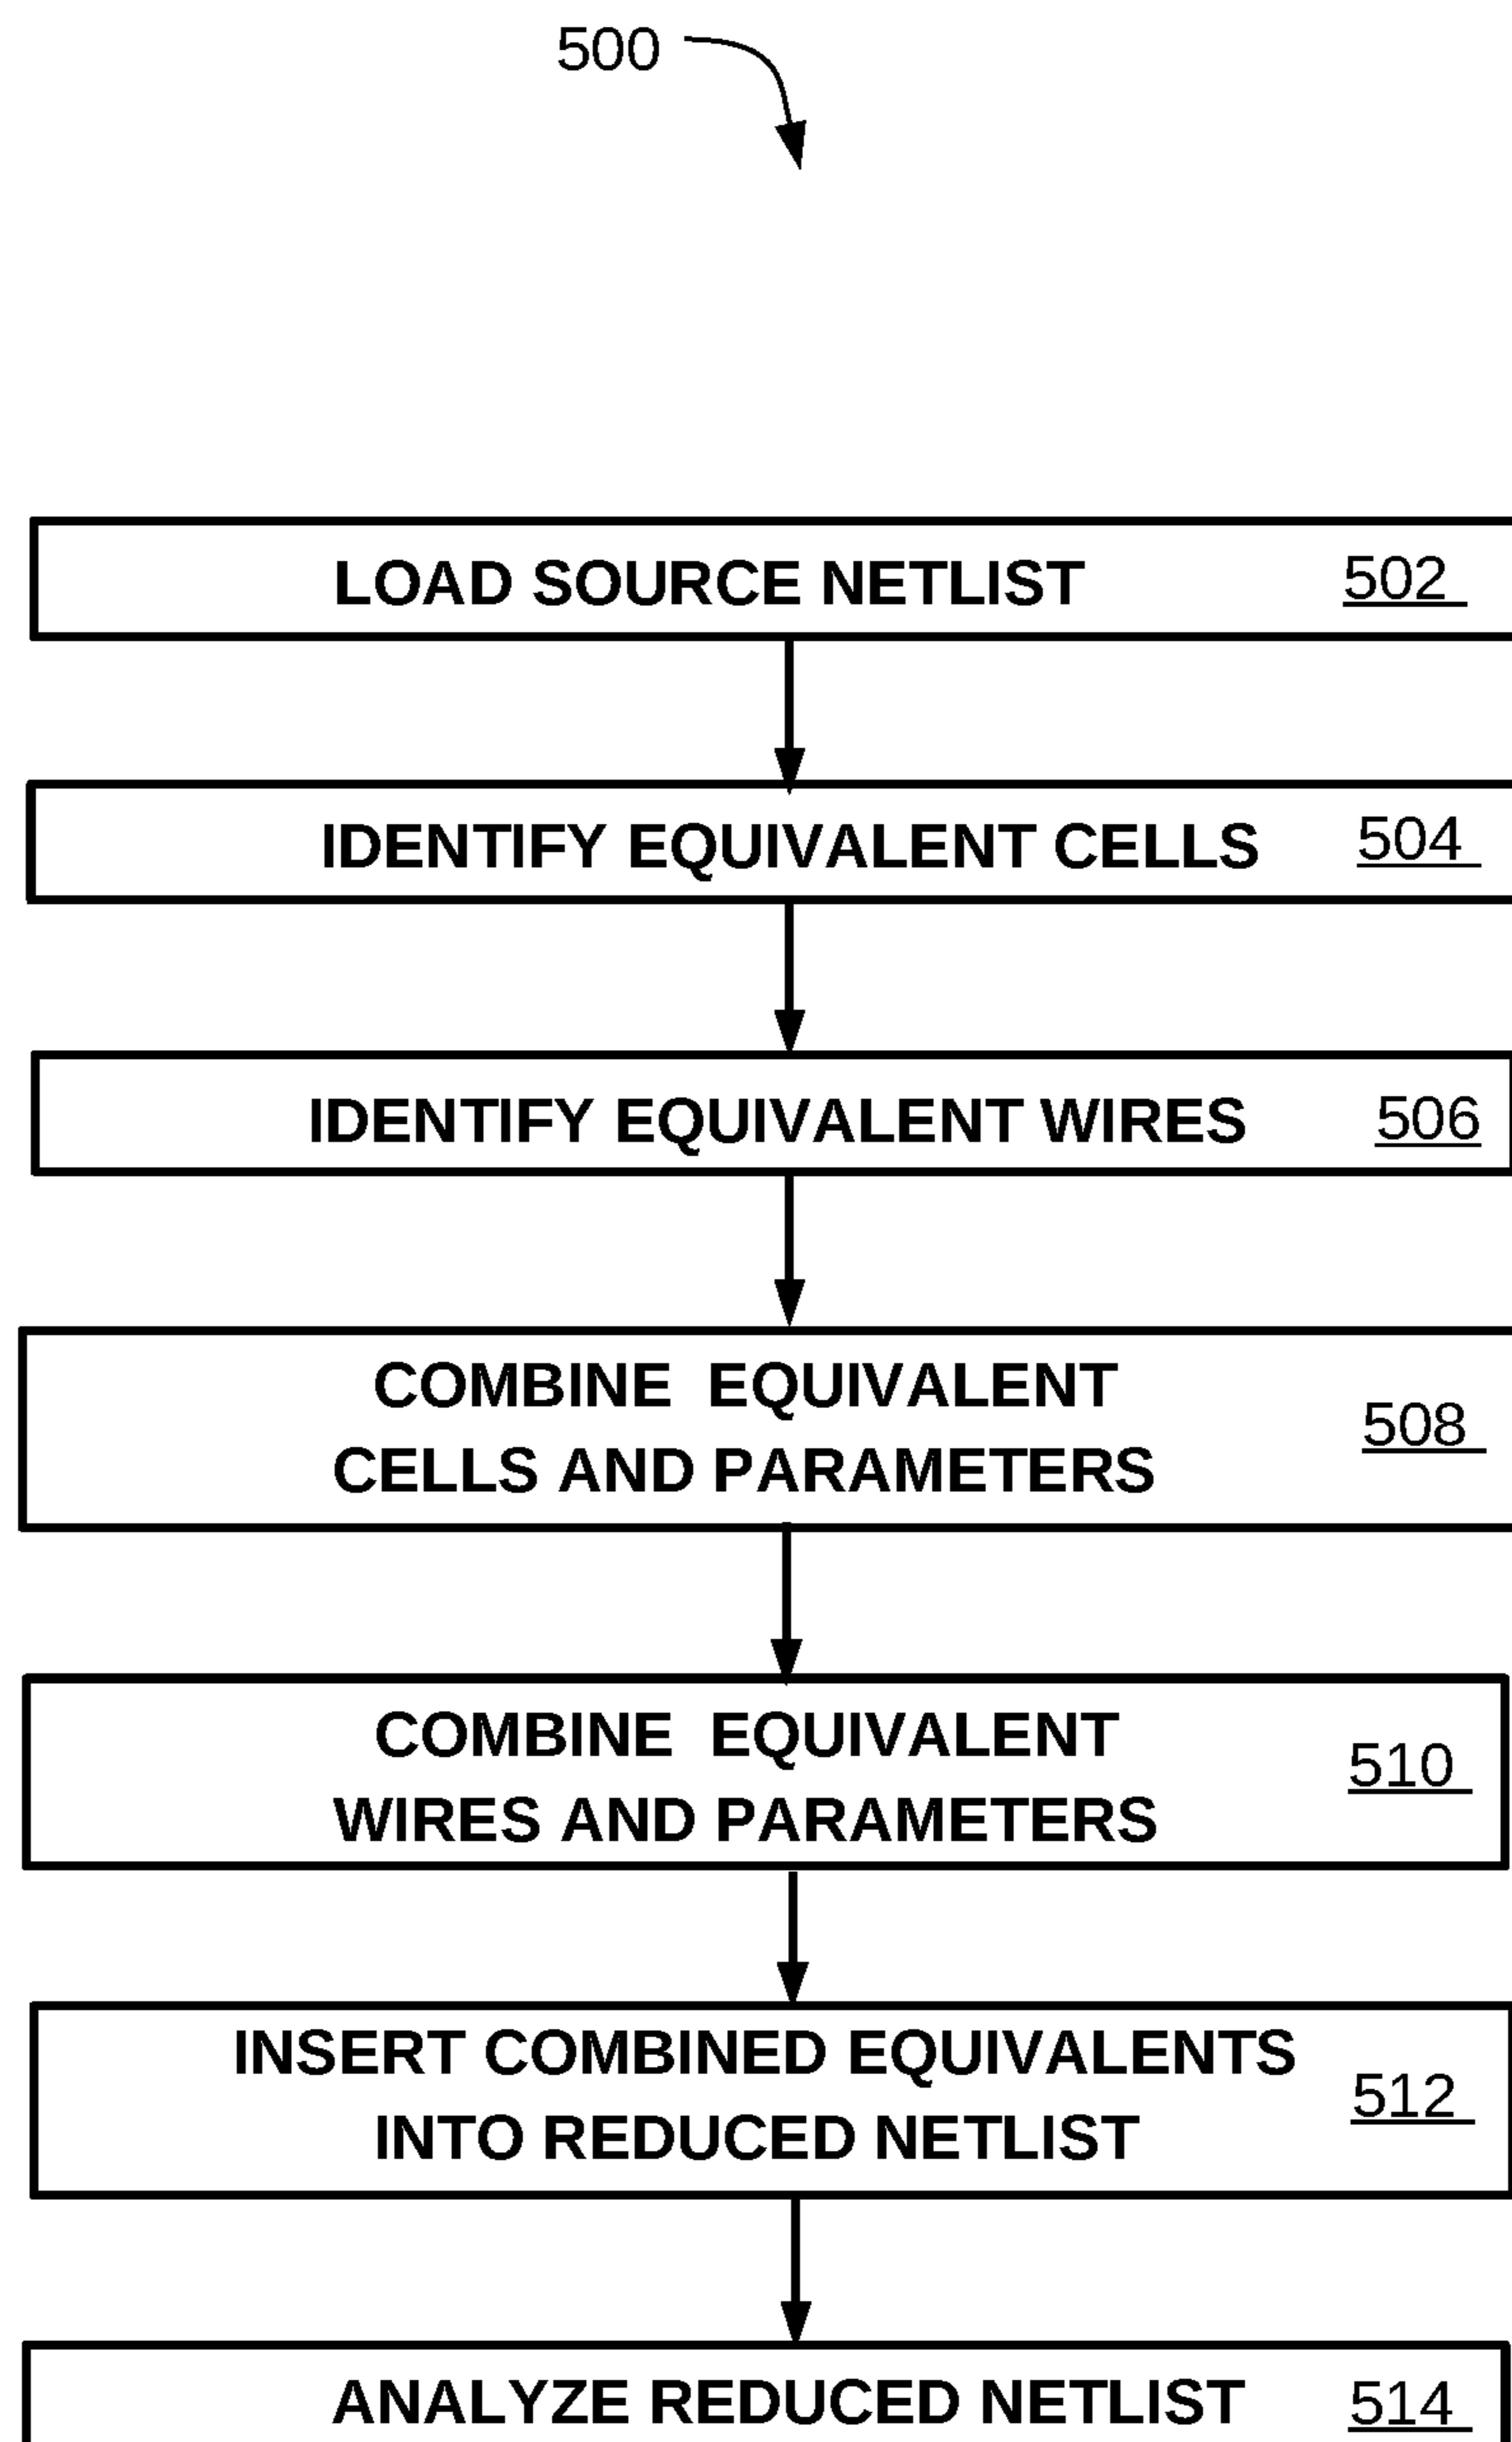 500
LOAD SOURCE NETLIST 502
IDENTIFY EQUIVALENT CELLS 504
IDENTIFY EQUIVALENT WIRES 506
COMBINE EQUIVALENT
CELLS AND PARAMETERS
508
COMBINE EQUIVALENT
WIRES AND PARAMETERS
510
INSERT COMBINED EQUIVALENTS
INTO REDUCED NETLIST
512
ANALYZE REDUCED NETLIST 514